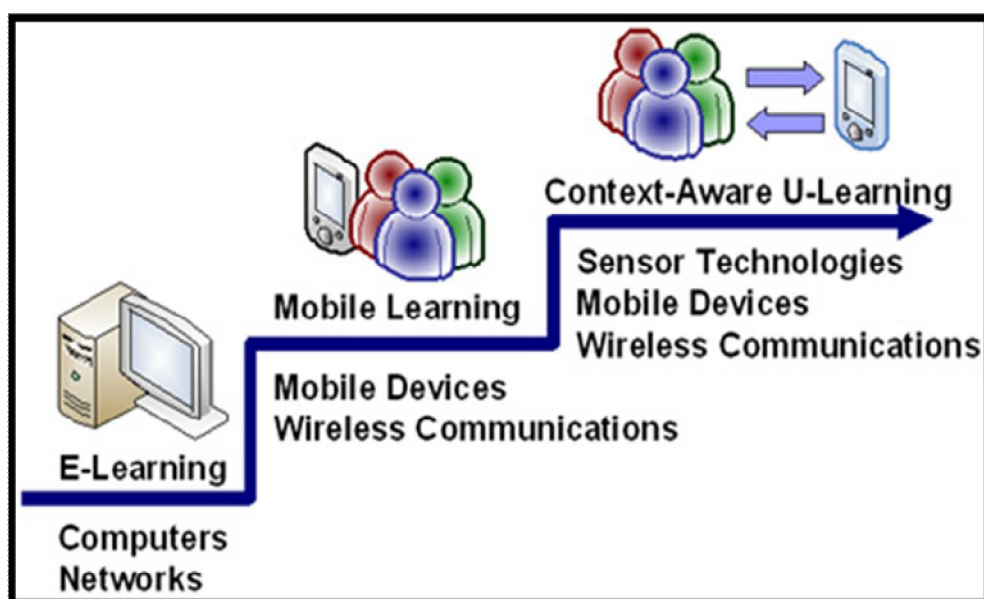 Context-Aware U-Learning
Sensor Technologies
Mobile Devices
Wireless Communications
Mobile Learning
Mobile Devices
Wireless Communications
E-Learning
Computers
Networks